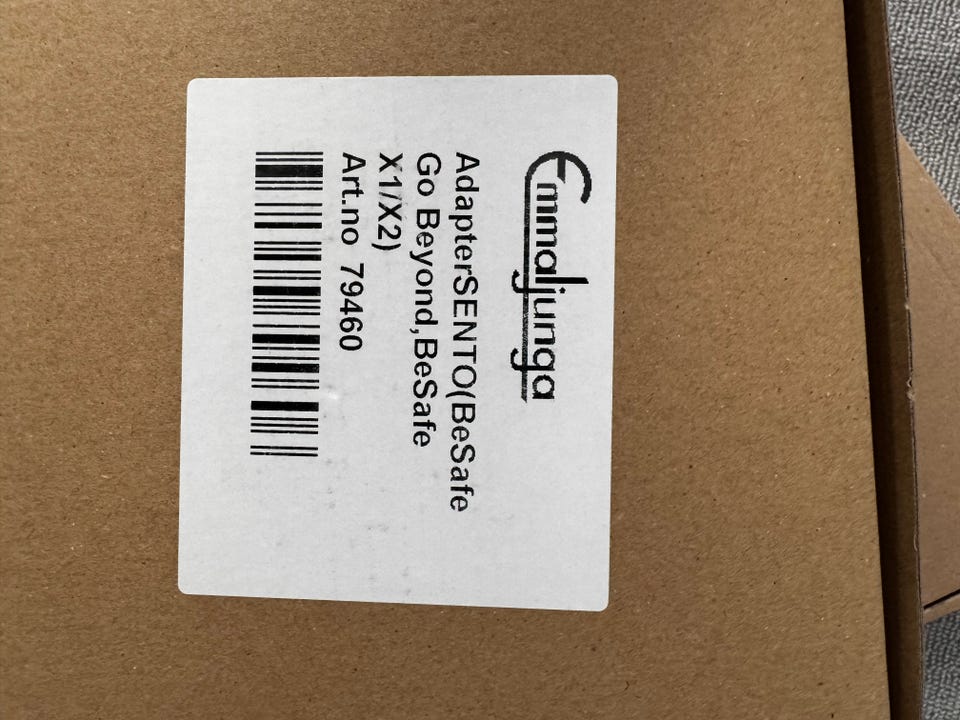 Emmaljunga
AdapterSENTO(BeSafe
Go Beyond,BeSafe
X1/X2)
Art.no 79460